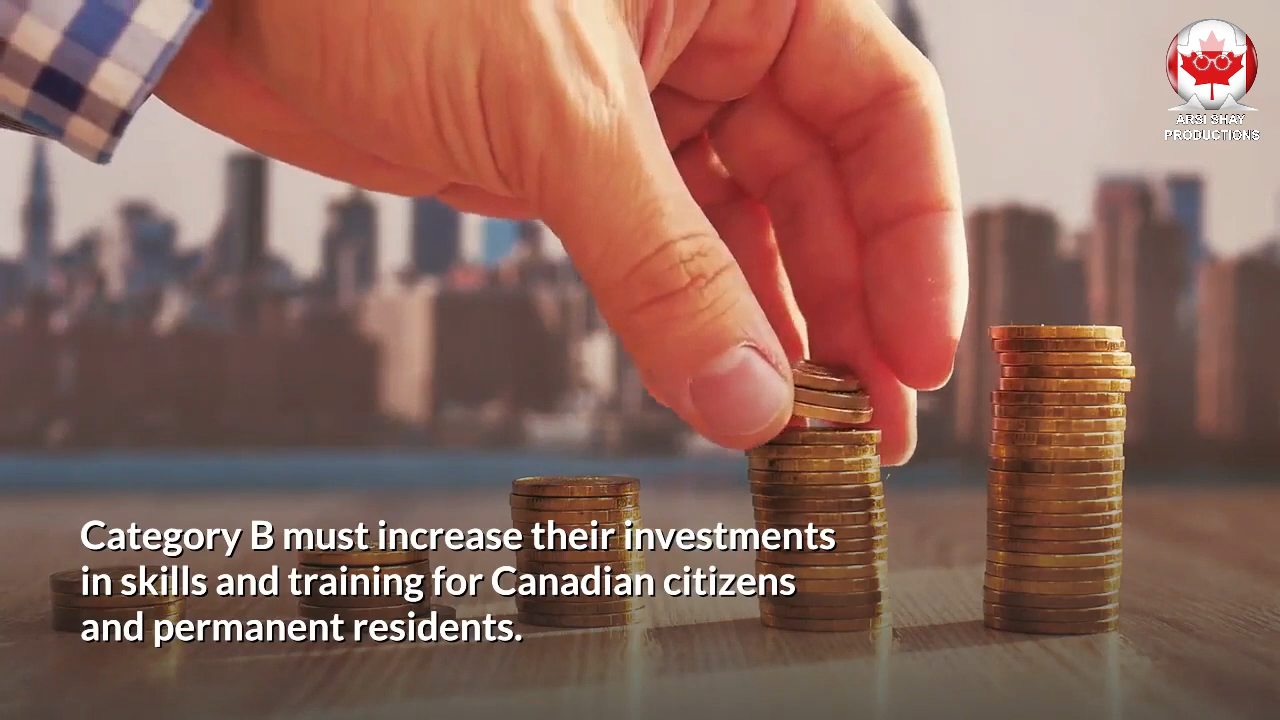 ARSI SHAY
PRODUCTIONS
Category B must increase their investments
in skills and training for Canadian citizens
and permanent residents.